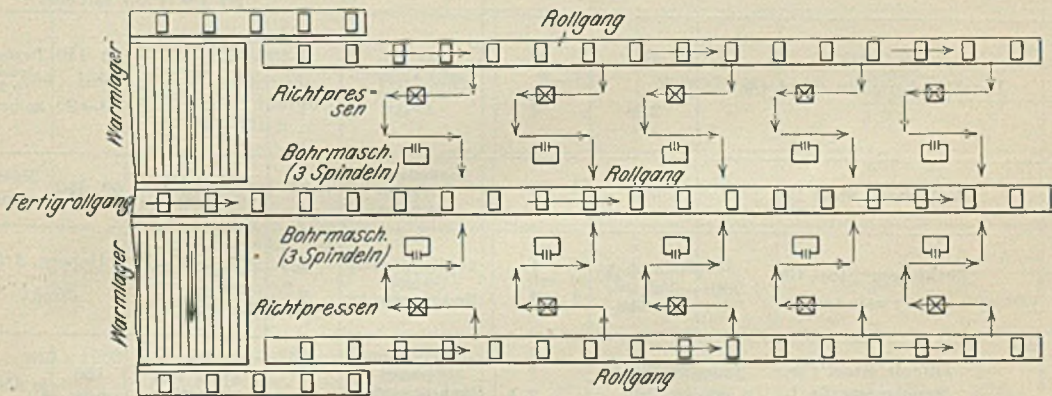 Rollgang
Warmlager
Richtpres-
sen
Bohrmasch.
(3 Spindeln)
Rollgang
Fertigrollgang
Bohrmasch.
(3 Spindeln)
Warmlager
Richtpressen
Rollgang